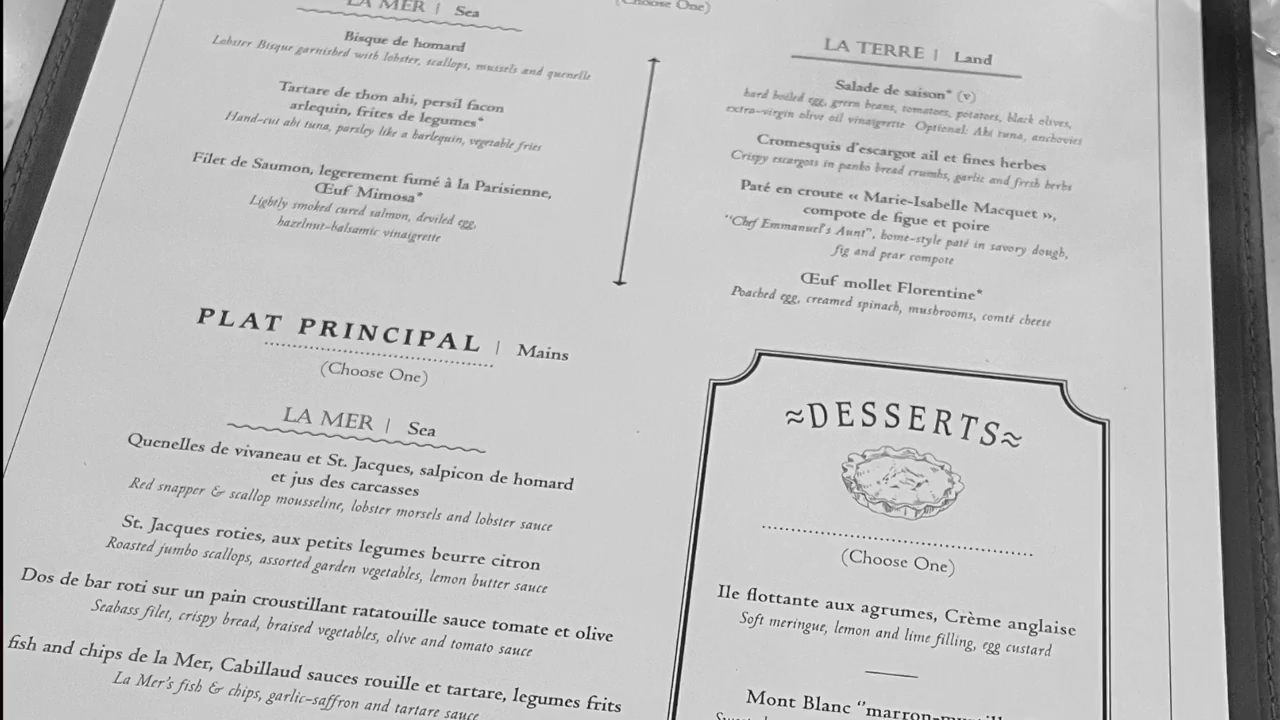 LA MER | Sea
Bisque de homard
Lobster Bisque garnished with lobster, scallops, mussels and quenelle
Tartare de thon ahi, persil facon
arlequin, frites de legumes*
Hand-cut ahi tuna, parsley like a harlequin, vegetable fries
Filet de Saumon, legerement fumé à la Parisienne,
Œuf Mimosa*
Lightly smoked cured salmon, deviled egg,
hazelnut-balsamic vinaigrette
(Choose One)
LA TERRE | Land
Salade de saison* (v)
hard boiled egg, green beans, tomatoes, potatoes, black olives,
extra-virgin olive oil vinaigrette Optional: Ahi tuna, anchovies
Cromesquis d'escargot ail et fines herbes
Crispy escargots in panko bread crumbs, garlic and fresh herbs
Paté en croute « Marie-Isabelle Macquet »,
compote de figue et poire
"Chef Emmanuel's Aunt", home-style paté in savory dough,
fig and pear compote
Œuf mollet Florentine*
Poached egg, creamed spinach, mushrooms, comté cheese
PLAT PRINCIPAL | Mains
(Choose One)
LA MER | Sea
Quenelles de vivaneau et St. Jacques, salpicon de homard
et jus des carcasses
Red snapper & scallop mousseline, lobster morsels and lobster sauce
St. Jacques roties, aux petits legumes beurre citron
Roasted jumbo scallops, assorted garden vegetables, lemon butter sauce
Dos de bar roti sur un pain croustillant ratatouille sauce tomate et olive
Seabass filet, crispy bread, braised vegetables, olive and tomato sauce
fish and chips de la Mer, Cabillaud sauces rouille et tartare, legumes frits
La Mer's fish & chips, garlic-saffron and tartare sauce
≈DESSERTS≈
(Choose One)
Ile flottante aux agrumes, Crème anglaise
Soft meringue, lemon and lime filling, egg custard
Mont Blanc